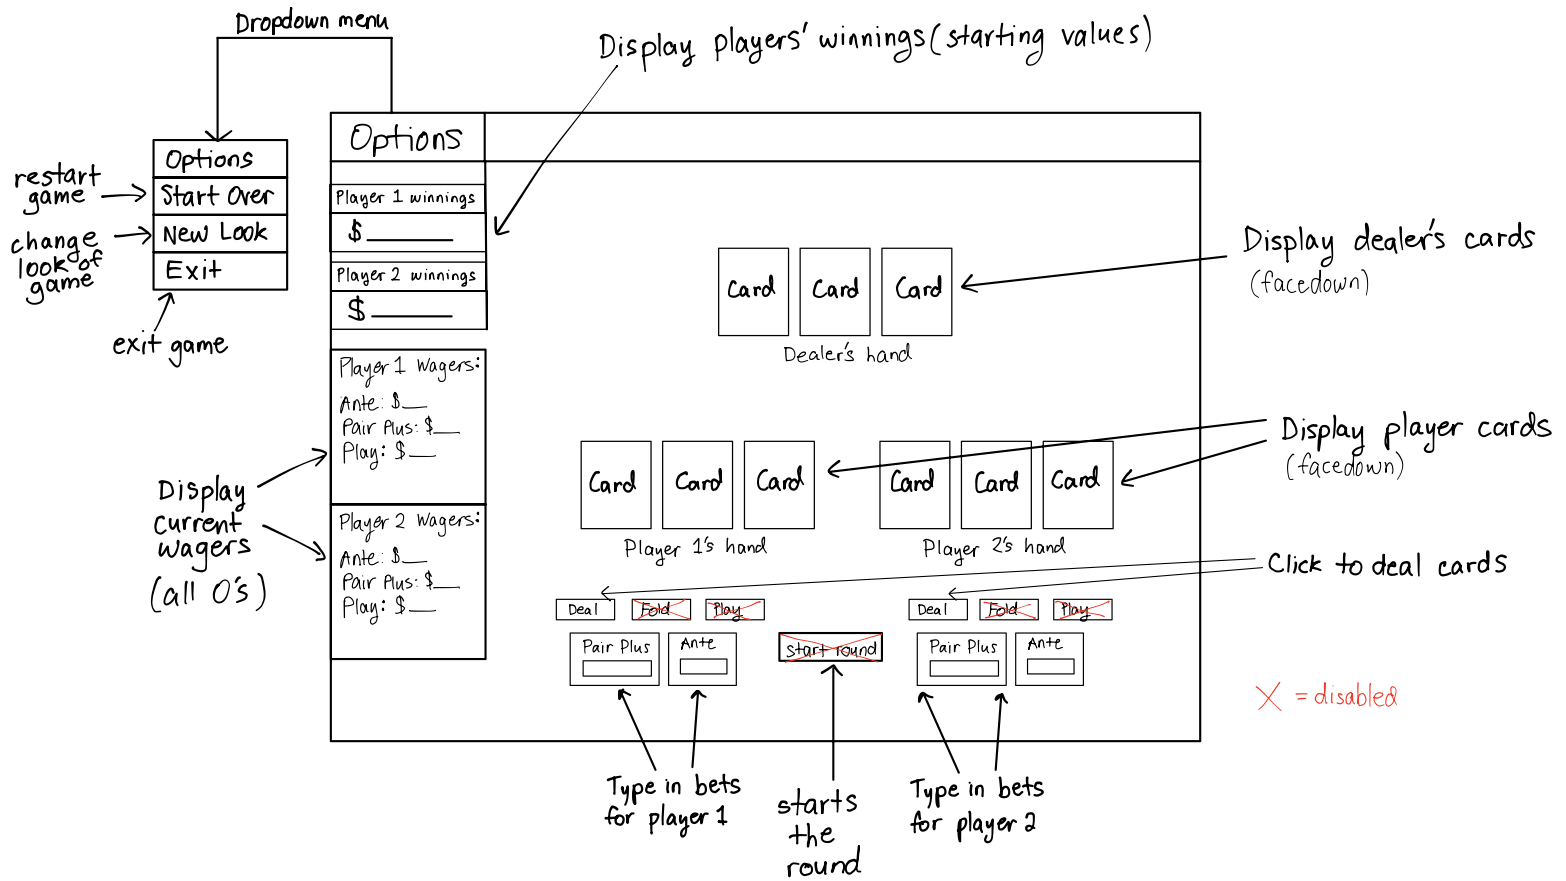 Dropdown menu
Display players' winnings (starting values)
Options
Options
Start Over
New Look
Exit
restart
game
change
look of
game
exit game
Player 1 winnings
$
Player 2 winnings
$
Player 1 Wagers:
Ante: $
Pair Plus: $
Play: $
Player 2 Wagers:
Ante: $
Pair Plus: $
Play: $
Display
current
wagers
(all 0's)
Card Card Card
Dealer's hand
Display dealer's cards
(facedown)
Card Card Card
Player 1's hand
Card Card Card
Player 2's hand
Display player cards
(facedown)
Click to deal cards
Deal Fold Play
Pair Plus Ante
start round
Deal Fold Play
Pair Plus Ante
X = disabled
Type in bets
for player 1
starts
the
round
Type in bets
for player 2